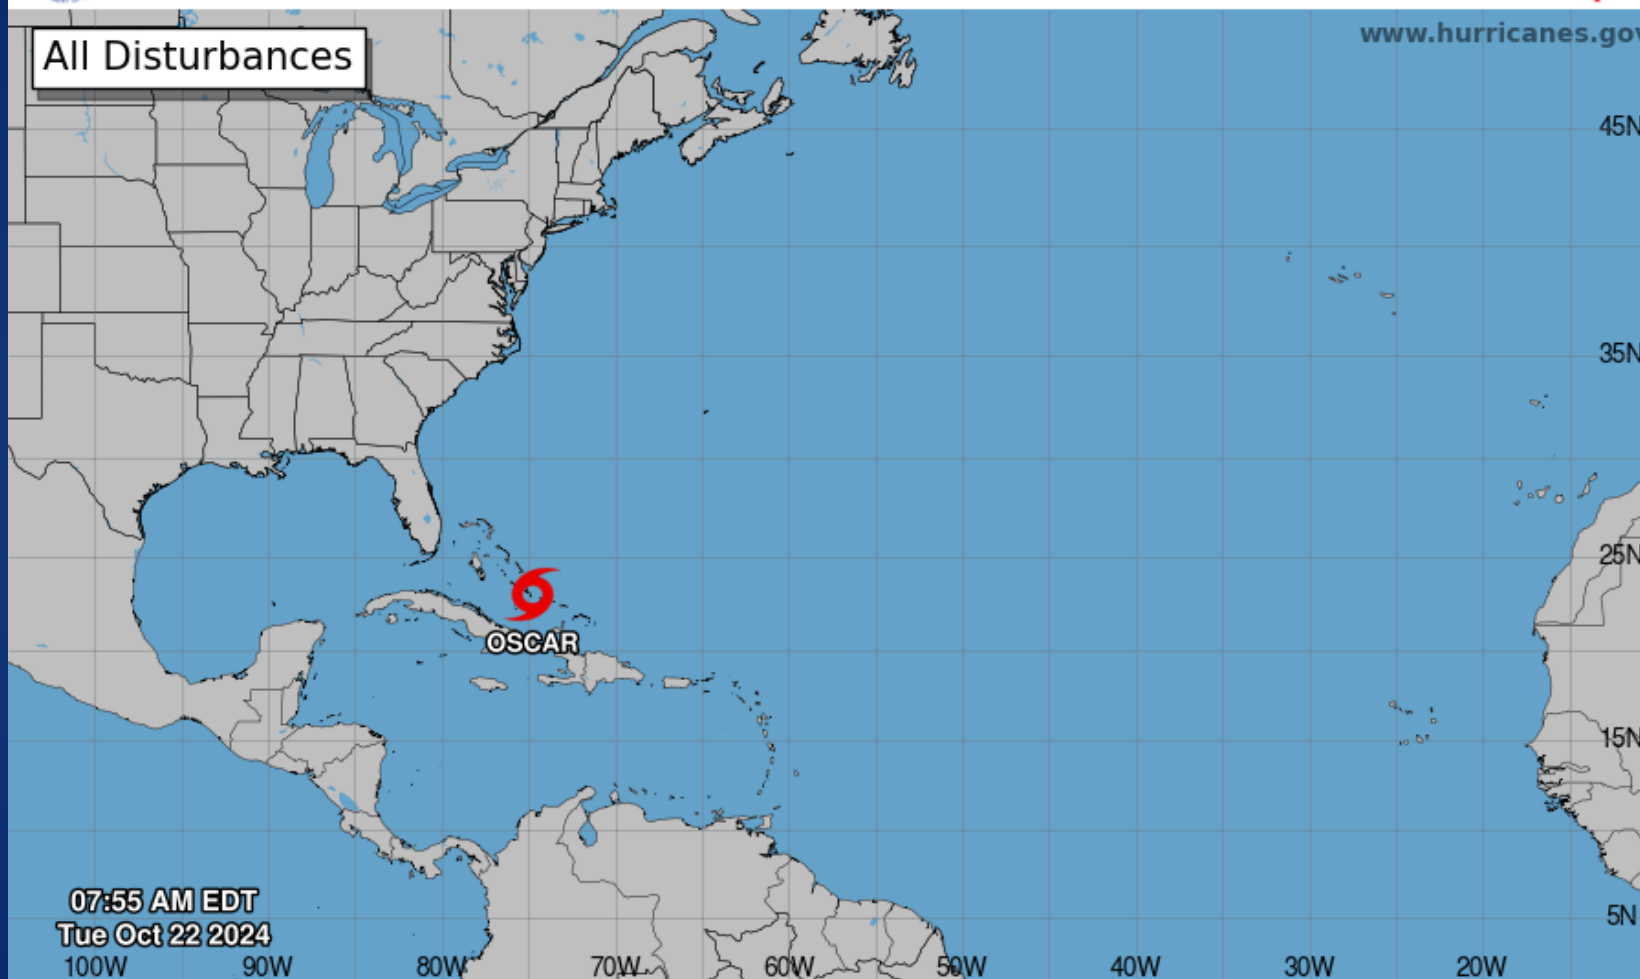 All Disturbances
www.hurricanes.gov
45N
35N
25N
OSCAR
15N
07:55 AM EDT
5N
Tue Oct 22 2024
100W 90W 80W 70W 60W 50W 40W 30W 20W